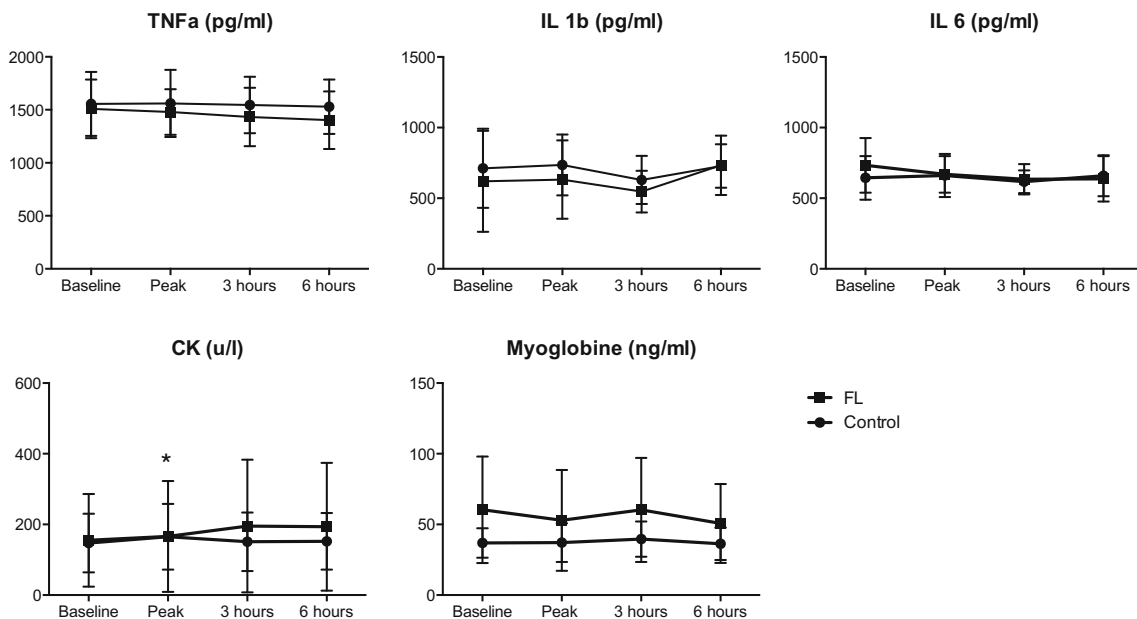 TNFa (pg/ml)
2000
1500
1000
500
0
Baseline Peak 3 hours 6 hours
IL 1b (pg/ml)
1500
1000
500
0
Baseline Peak 3 hours 6 hours
IL 6 (pg/ml)
1500
1000
500
0
Baseline Peak 3 hours 6 hours
CK (u/l)
600
400
200
0
*
Baseline Peak 3 hours 6 hours
Myoglobine (ng/ml)
150
100
50
0
Baseline Peak 3 hours 6 hours
FL
Control